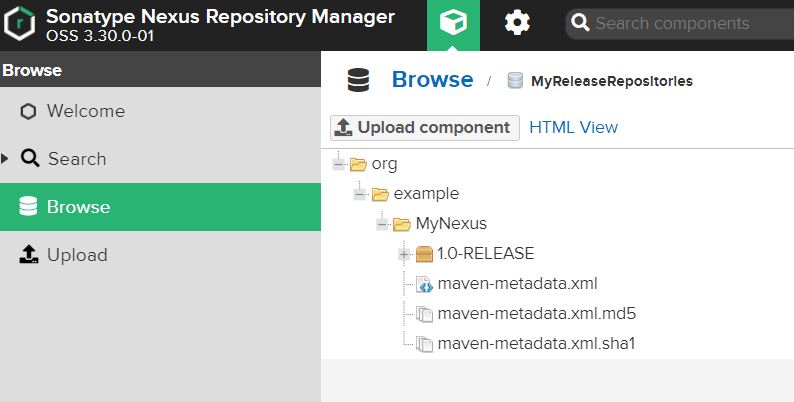 Sonatype Nexus Repository Manager
OSS 3.30.0-01
Search components
Browse
Browse / MyReleaseRepositories
Welcome
Upload component HTML View
Search
org
Browse
example
MyNexus
Upload
1.0-RELEASE
maven-metadata.xml
maven-metadata.xml.md5
maven-metadata.xml.sha1